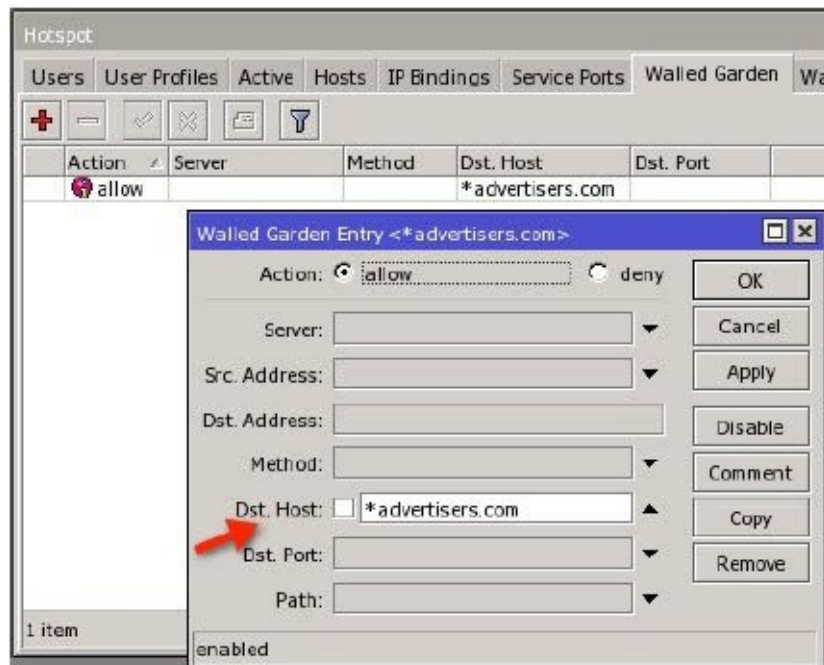 Hotspot
Users User Profiles Active Hosts IP Bindings Service Ports Walled Garden Wa
Action Server Method Dst. Host Dst. Port
allow *advertisers.com
Walled Garden Entry <*advertisers.com>
Action: allow deny OK
Server: Cancel
Src. Address: Apply
Dst. Address: Disable
Method: Comment
Dst. Host: *advertisers.com Copy
Dst. Port: Remove
Path:
1 item
enabled